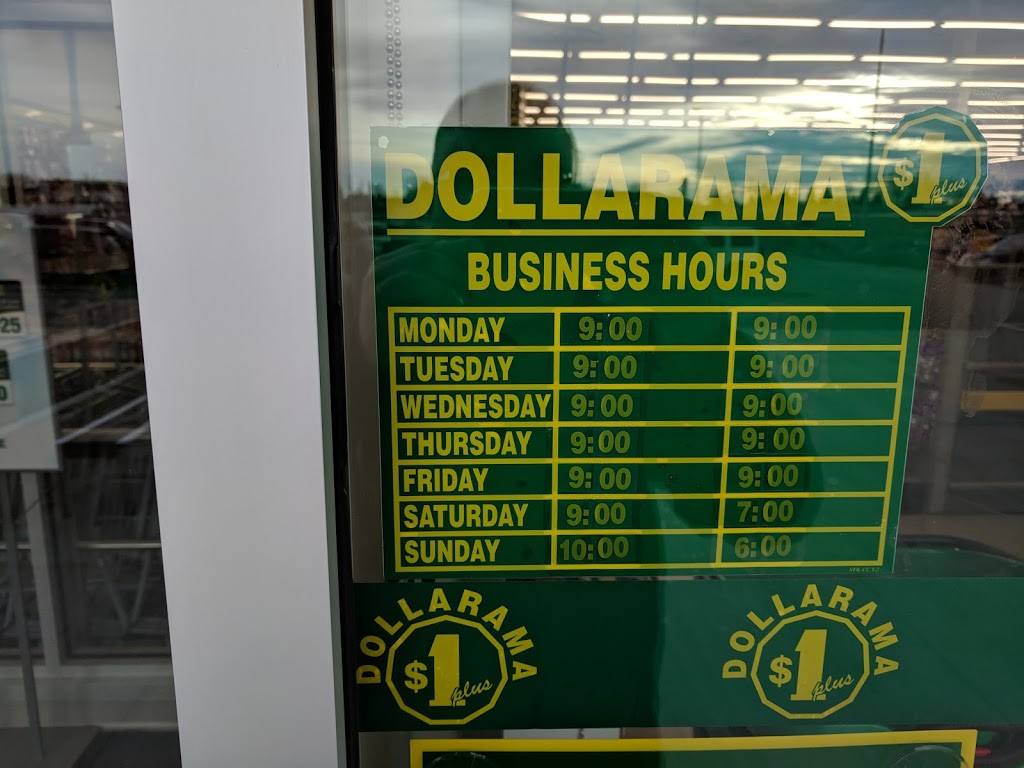 DOLLARAMA
$1 plus
BUSINESS HOURS
MONDAY 9:00 9:00
TUESDAY 9:00 9:00
WEDNESDAY 9:00 9:00
THURSDAY 9:00 9:00
FRIDAY 9:00 9:00
SATURDAY 9:00 7:00
SUNDAY 10:00 6:00
DOLLARAMA
$1 plus
DOLLARAMA
$1 plus
25
0